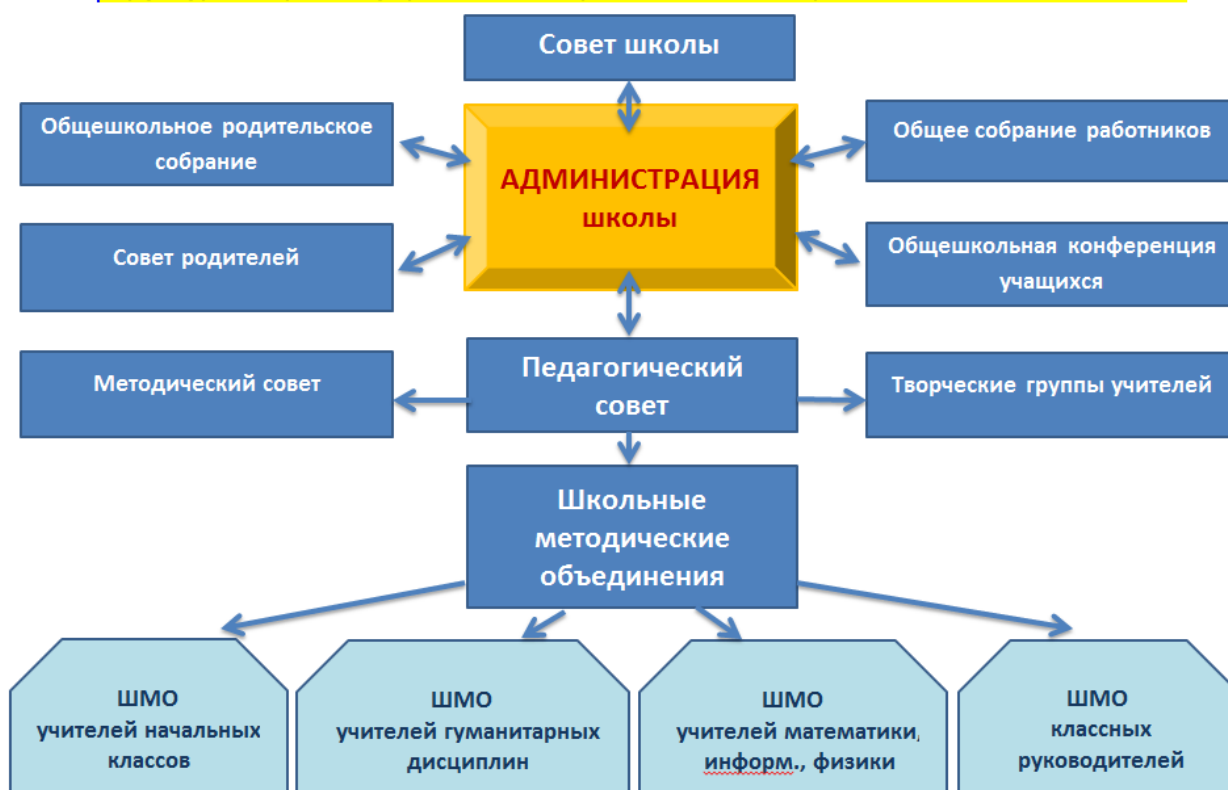 Совет школы
Общешкольное родительское
собрание
АДМИНИСТРАЦИЯ
школы
Общее собрание работников
Совет родителей
Общешкольная конференция
учащихся
Методический совет
Педагогический
совет
Творческие группы учителей
Школьные
методические
объединения
ШМО
учителей начальных
классов
ШМО
учителей гуманитарных
дисциплин
ШМО
учителей математики,
информ., физики
ШМО
классных
руководителей